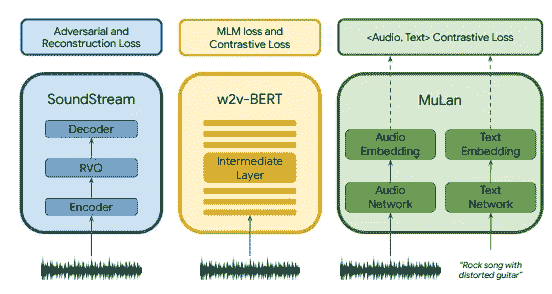 Adversarial and
Reconstruction Loss
MLM loss and
Contrastive Loss
<Audio, Text> Contrastive Loss
SoundStream
Decoder
RVQ
Encoder
w2v-BERT
Intermediate
Layer
MuLan
Audio
Embedding
Text
Embedding
Audio
Network
Text
Network
"Rock song with
distorted guitar"